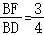 BF/BD = 3/4